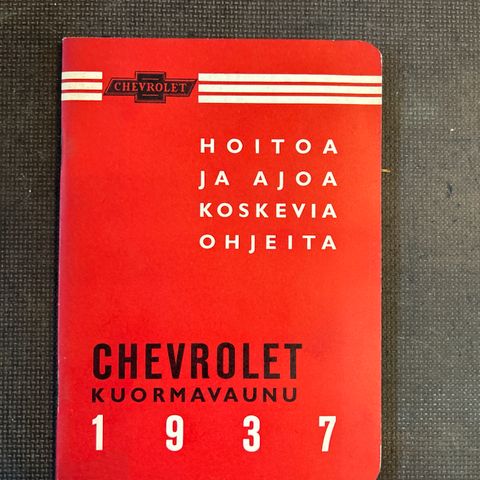 CHEVROLET
HOITOA
JA AJOA
KOSKEVIA
OHJEITA
CHEVROLET
KUORMAVAUNU
1937